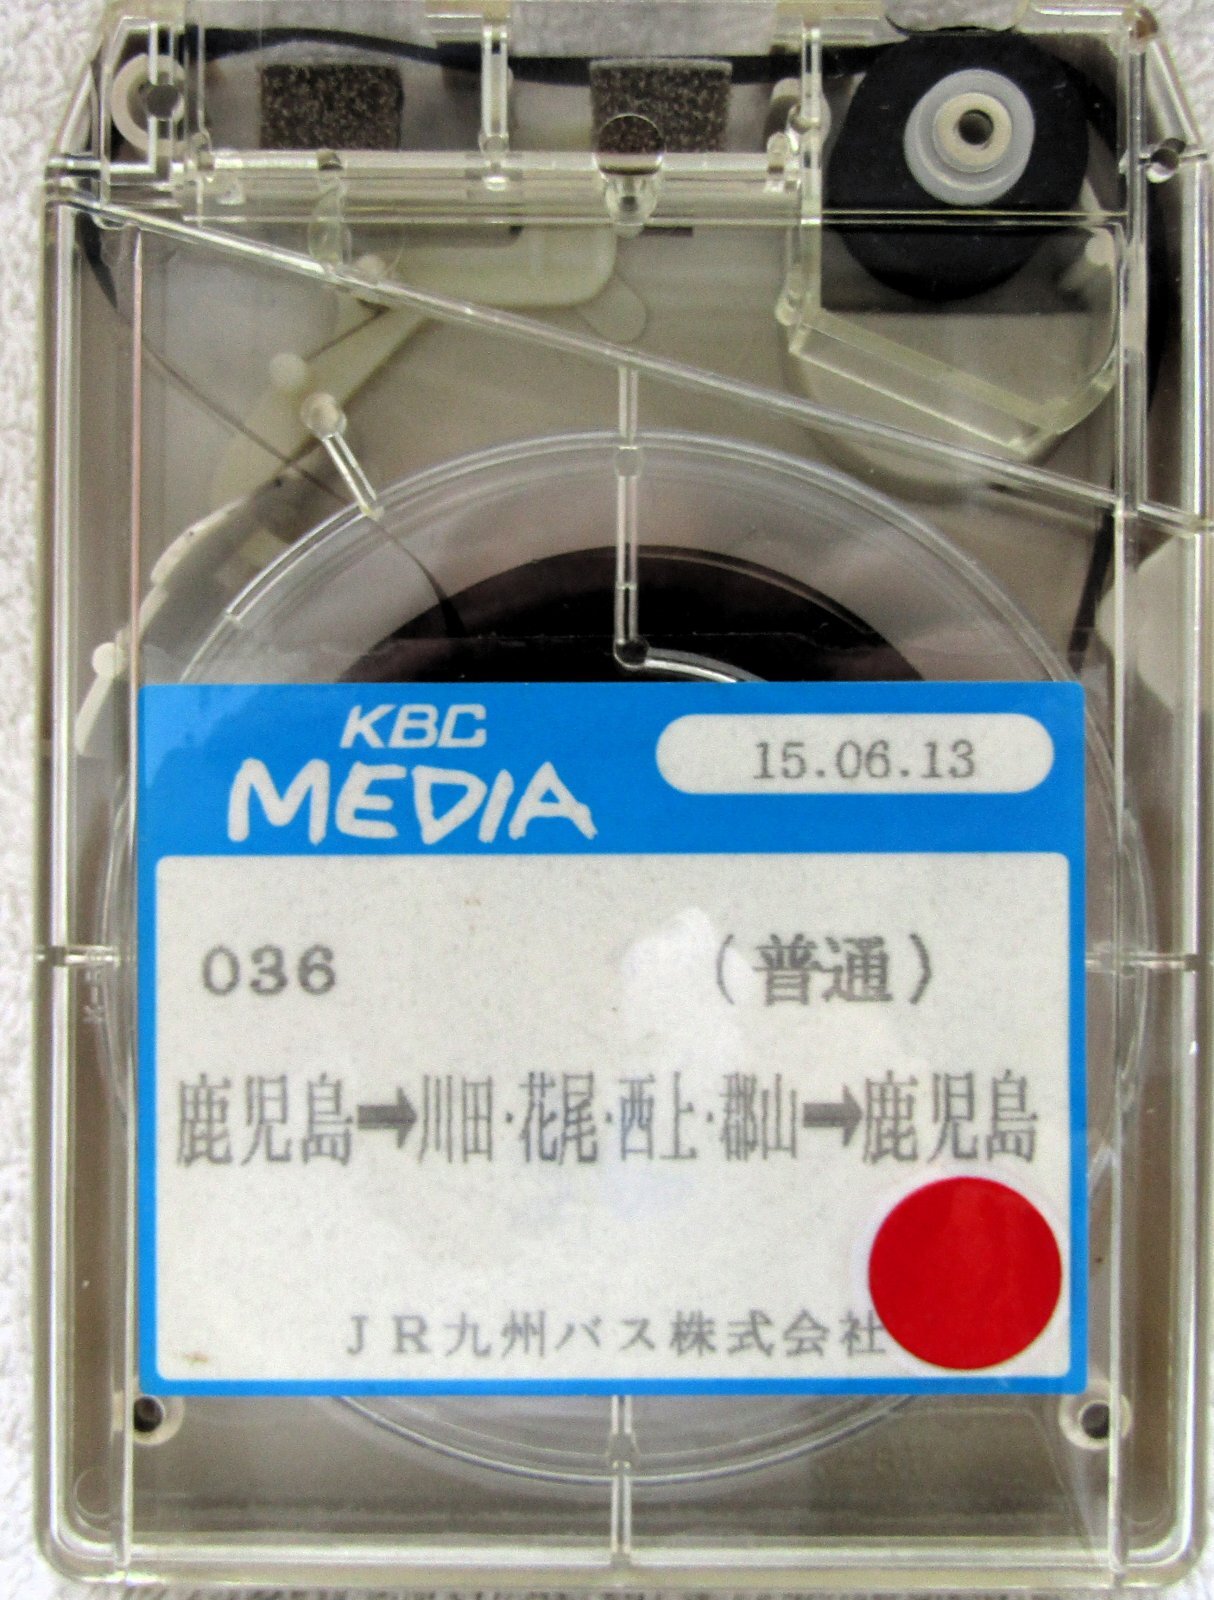 KBC
MEDIA
15.06.13
036 (普通)
鹿児島➡川田・花尾・西上・郡山➡鹿児島
JR九州バス株式会社